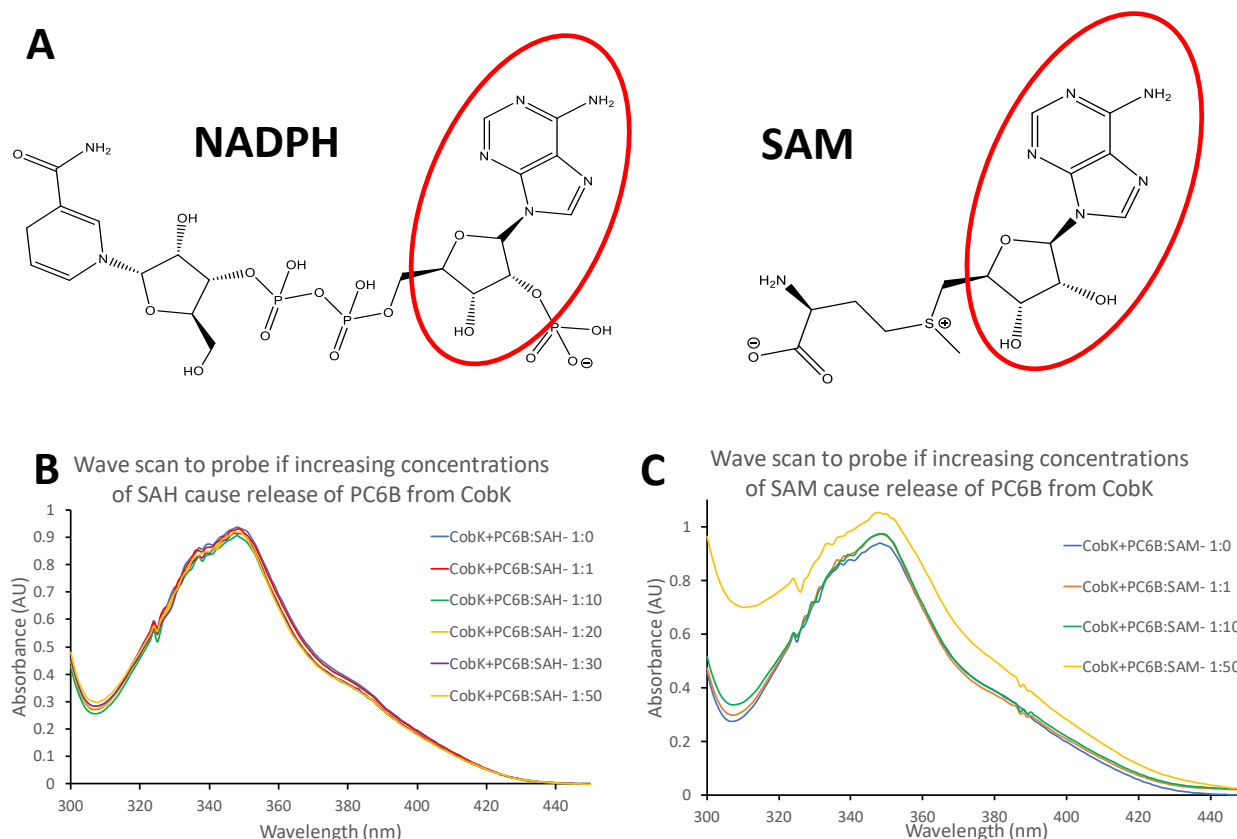 A
NADPH
SAM
O
NH2
OH
N
O
HO
O
OH
P
O
O
OH
P
O
O
N
N
NH2
N
N
O
HO
O
P
OH
O
O⊖
N
N
NH2
N
N
O
OH
HO
H2N
S⊕
⊖O
O
B
Wave scan to probe if increasing concentrations
of SAH cause release of PC6B from CobK
Absorbance (AU)
1
0.9
0.8
0.7
0.6
0.5
0.4
0.3
0.2
0.1
0
300
320
340
360
380
400
420
440
Wavelength (nm)
CobK+PC6B:SAH- 1:0
CobK+PC6B:SAH- 1:1
CobK+PC6B:SAH- 1:10
CobK+PC6B:SAH- 1:20
CobK+PC6B:SAH- 1:30
CobK+PC6B:SAH- 1:50
C
Wave scan to probe if increasing concentrations
of SAM cause release of PC6B from CobK
Absorbance (AU)
1
0.8
0.6
0.4
0.2
0
300
320
340
360
380
400
420
440
Wavelength (nm)
CobK+PC6B:SAM- 1:0
CobK+PC6B:SAM- 1:1
CobK+PC6B:SAM- 1:10
CobK+PC6B:SAM- 1:50